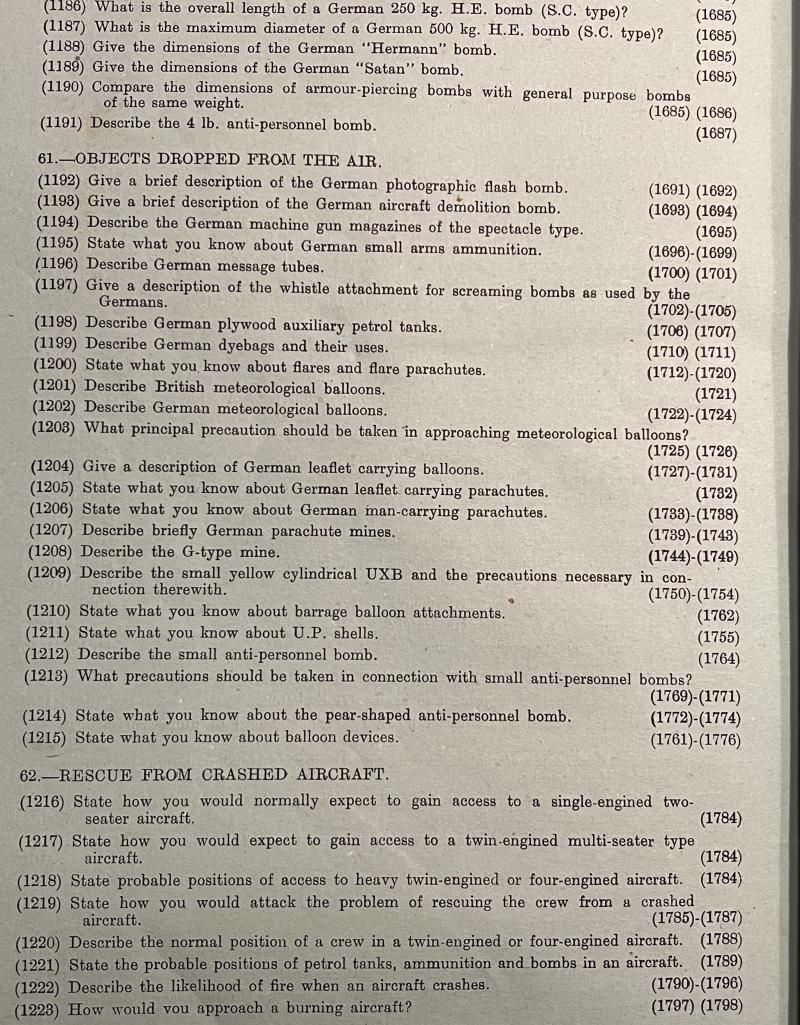 (1186) What is the overall length of a German 250 kg. H.E. bomb (S.C. type)? (1685)
(1187) What is the maximum diameter of a German 500 kg. H.E. bomb (S.C. type)? (1685)
(1188) Give the dimensions of the German "Hermann" bomb. (1685)
(1189) Give the dimensions of the German "Satan" bomb. (1685)
(1190) Compare the dimensions of armour-piercing bombs with general purpose bombs
of the same weight. (1685) (1686)
(1191) Describe the 4 lb. anti-personnel bomb. (1687)
61.—OBJECTS DROPPED FROM THE AIR.
(1192) Give a brief description of the German photographic flash bomb. (1691) (1692)
(1193) Give a brief description of the German aircraft demolition bomb. (1693) (1694)
(1194) Describe the German machine gun magazines of the spectacle type. (1695)
(1195) State what you know about German small arms ammunition. (1696)-(1699)
(1196) Describe German message tubes. (1700) (1701)
(1197) Give a description of the whistle attachment for screaming bombs as used by the
Germans. (1702)-(1705)
(1198) Describe German plywood auxiliary petrol tanks. (1706) (1707)
(1199) Describe German dyebags and their uses. (1710) (1711)
(1200) State what you know about flares and flare parachutes. (1712)-(1720)
(1201) Describe British meteorological balloons. (1721)
(1202) Describe German meteorological balloons. (1722)-(1724)
(1203) What principal precaution should be taken in approaching meteorological balloons?
(1725) (1726)
(1204) Give a description of German leaflet carrying balloons. (1727)-(1731)
(1205) State what you know about German leaflet carrying parachutes. (1732)
(1206) State what you know about German man-carrying parachutes. (1733)-(1738)
(1207) Describe briefly German parachute mines. (1739)-(1743)
(1208) Describe the G-type mine. (1744)-(1749)
(1209) Describe the small yellow cylindrical UXB and the precautions necessary in con-
nection therewith. (1750)-(1754)
(1210) State what you know about barrage balloon attachments. (1762)
(1211) State what you know about U.P. shells. (1755)
(1212) Describe the small anti-personnel bomb. (1764)
(1213) What precautions should be taken in connection with small anti-personnel bombs?
(1769)-(1771)
(1214) State what you know about the pear-shaped anti-personnel bomb. (1772)-(1774)
(1215) State what you know about balloon devices. (1761)-(1776)
62.—RESCUE FROM CRASHED AIRCRAFT.
(1216) State how you would normally expect to gain access to a single-engined two-
seater aircraft. (1784)
(1217) State how you would expect to gain access to a twin-engined multi-seater type
aircraft. (1784)
(1218) State probable positions of access to heavy twin-engined or four-engined aircraft. (1784)
(1219) State how you would attack the problem of rescuing the crew from a crashed
aircraft. (1785)-(1787)
(1220) Describe the normal position of a crew in a twin-engined or four-engined aircraft. (1788)
(1221) State the probable positions of petrol tanks, ammunition and bombs in an aircraft. (1789)
(1222) Describe the likelihood of fire when an aircraft crashes. (1790)-(1796)
(1223) How would you approach a burning aircraft? (1797) (1798)